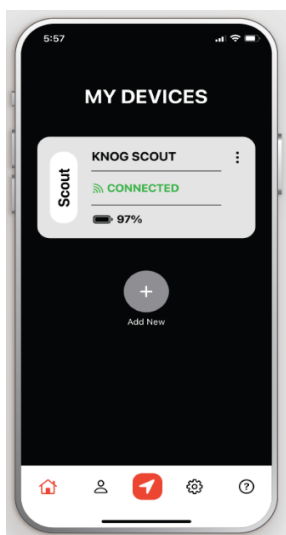 5:57
MY DEVICES
Scout
KNOG SCOUT
CONNECTED
97%
Add New